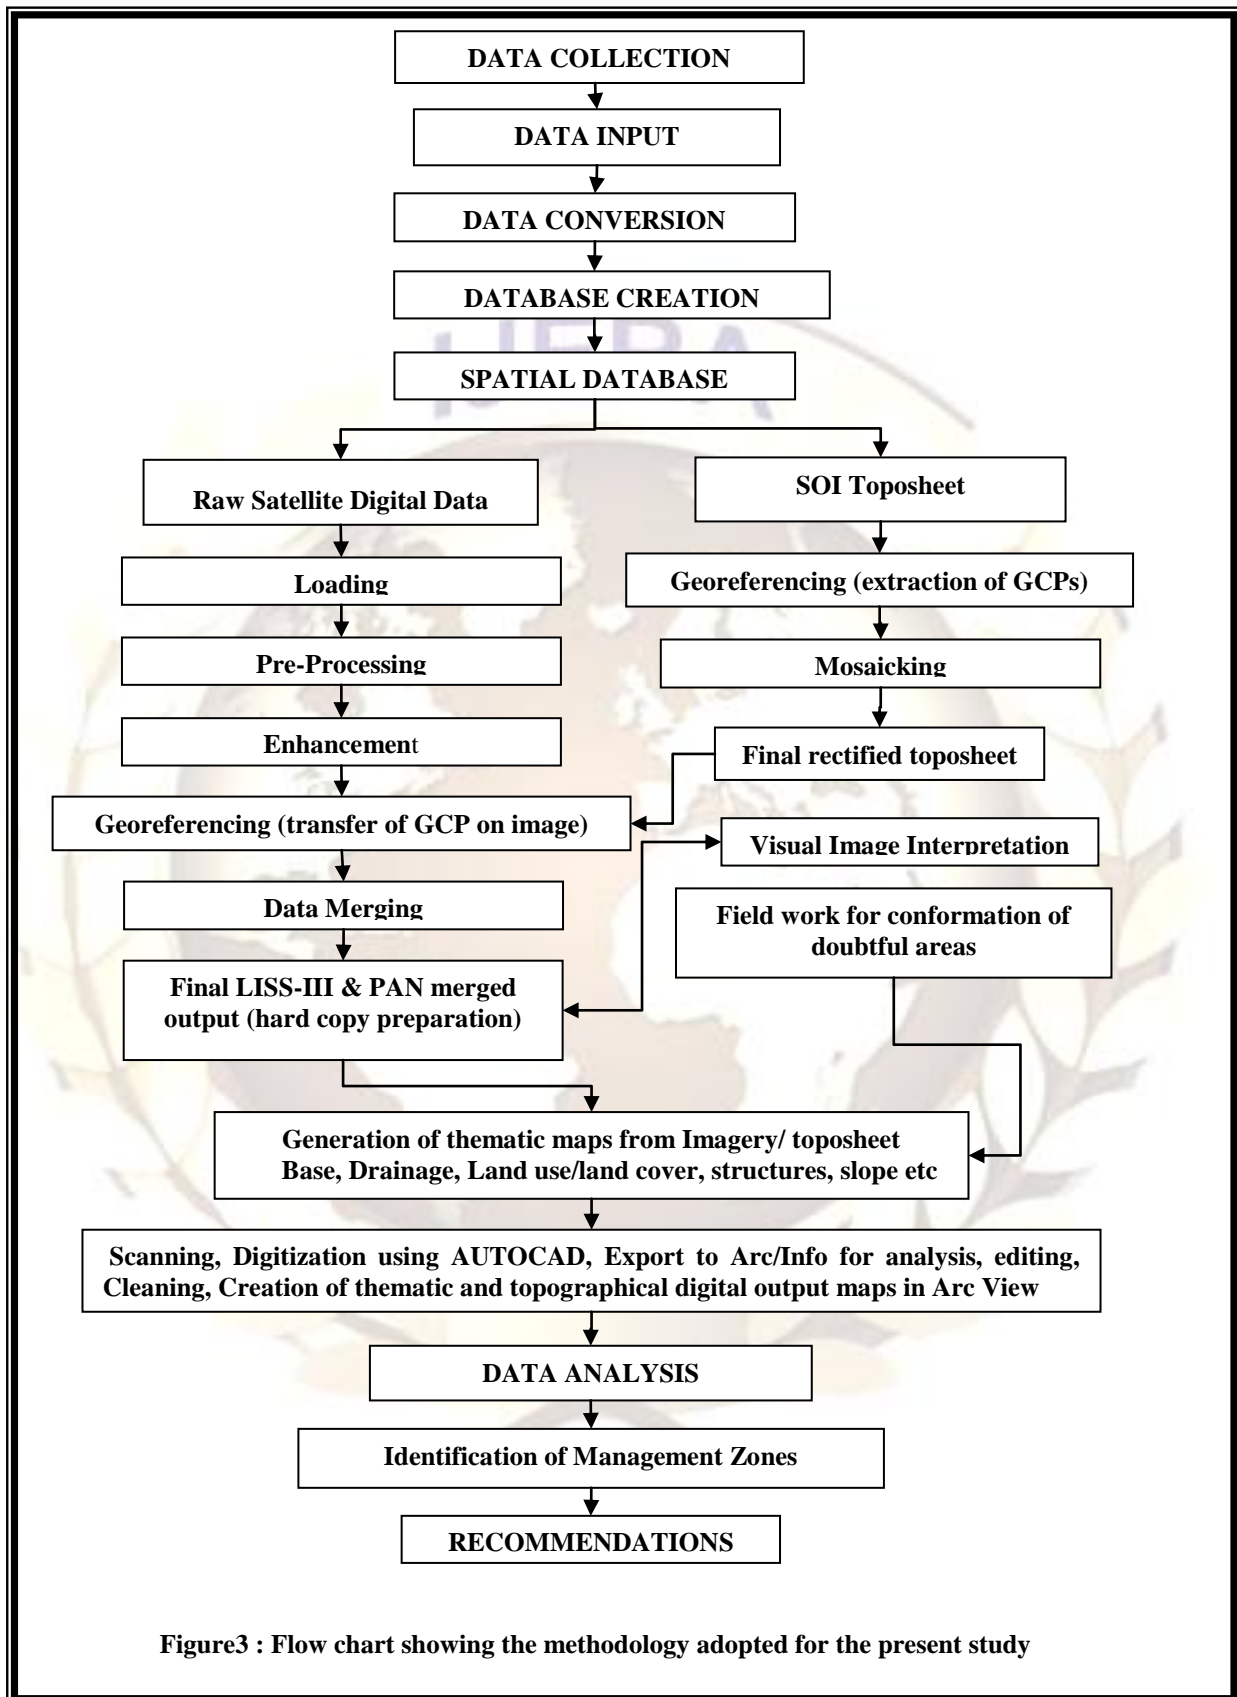 DATA COLLECTION
DATA INPUT
DATA CONVERSION
DATABASE CREATION
IJERA
SPATIAL DATABASE
Raw Satellite Digital Data
SOI Toposheet
Loading
Georeferencing (extraction of GCPs)
Pre-Processing
Mosaicking
Enhancement
Final rectified toposheet
Georeferencing (transfer of GCP on image)
Visual Image Interpretation
Data Merging
Field work for conformation of
doubtful areas
Final LISS-III & PAN merged
output (hard copy preparation)
Generation of thematic maps from Imagery/ toposheet
Base, Drainage, Land use/land cover, structures, slope etc
Scanning, Digitization using AUTOCAD, Export to Arc/Info for analysis, editing,
Cleaning, Creation of thematic and topographical digital output maps in Arc View
DATA ANALYSIS
Identification of Management Zones
RECOMMENDATIONS
Figure3 : Flow chart showing the methodology adopted for the present study